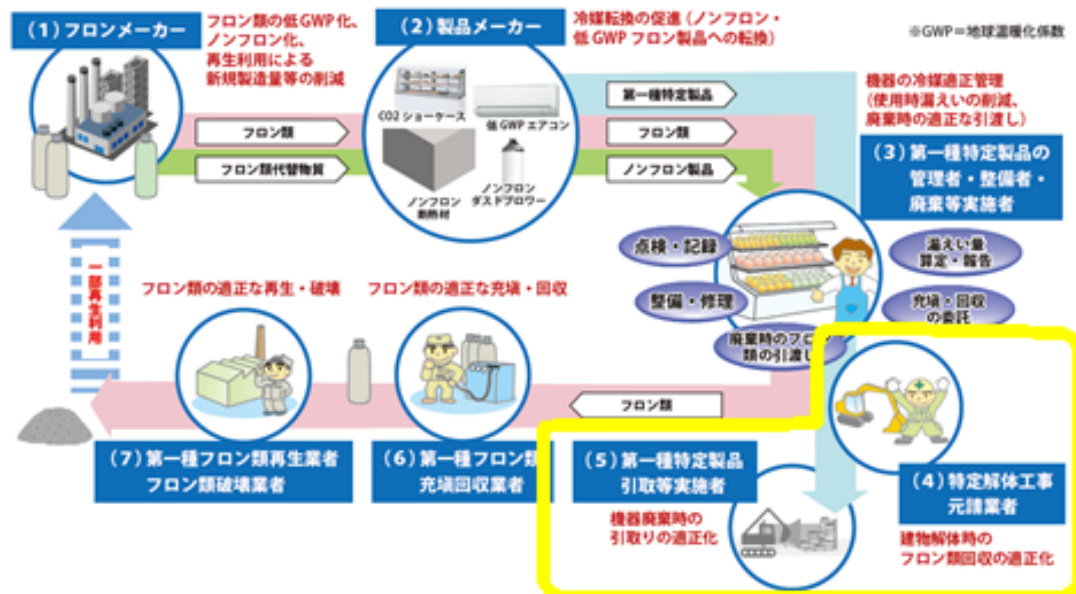 (1)フロンメーカー
フロン類の低GWP化、
ノンフロン化、
再生利用による
新規製造量等の削減
(2)製品メーカー
冷媒転換の促進(ノンフロン・
低GWPフロン製品への転換)
※GWP=地球温暖化係数
CO2ショーケース
低GWPエアコン
ノンフロン
断熱材
ノンフロン
ダストブロワー
フロン類
フロン類代替物質
第一種特定製品
フロン類
ノンフロン製品
機器の冷媒適正管理
(使用時漏えいの削減、
廃棄時の適正な引渡し)
(3)第一種特定製品の
管理者・整備者・
廃棄等実施者
点検・記録
整備・修理
廃棄時のフロン
類の引渡し
漏えい量
算定・報告
充塡・回収
の委託
一部再生利用
フロン類の適正な再生・破壊
フロン類の適正な充塡・回収
フロン類
(7)第一種フロン類再生業者
フロン類破壊業者
(6)第一種フロン類
充塡回収業者
(5)第一種特定製品
引取等実施者
機器廃棄時の
引取りの適正化
(4)特定解体工事
元請業者
建物解体時の
フロン類回収の適正化